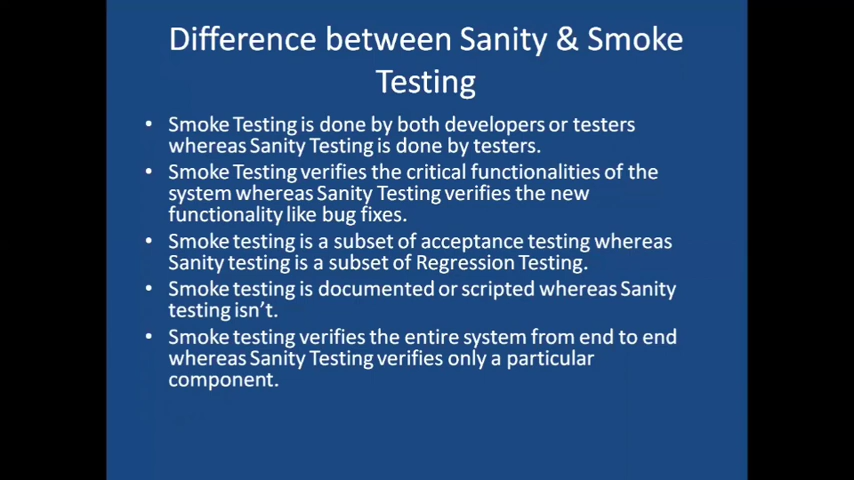 Difference between Sanity & Smoke
Testing
• Smoke Testing is done by both developers or testers
whereas Sanity Testing is done by testers.
• Smoke Testing verifies the critical functionalities of the
system whereas Sanity Testing verifies the new
functionality like bug fixes.
• Smoke testing is a subset of acceptance testing whereas
Sanity testing is a subset of Regression Testing.
• Smoke testing is documented or scripted whereas Sanity
testing isn’t.
• Smoke testing verifies the entire system from end to end
whereas Sanity Testing verifies only a particular
component.